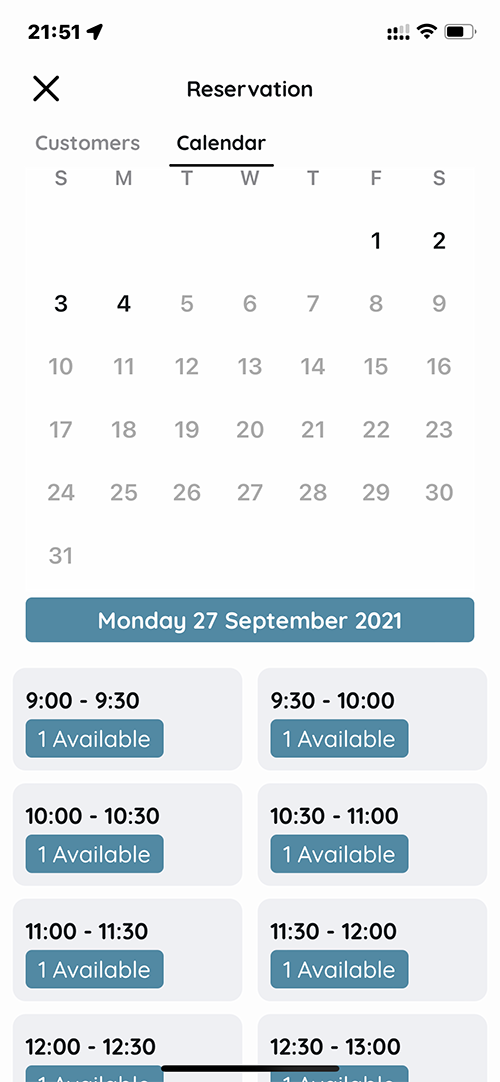 21:51
Reservation
Customers Calendar
S M T W T F S
1 2
3 4 5 6 7 8 9
10 11 12 13 14 15 16
17 18 19 20 21 22 23
24 25 26 27 28 29 30
31
Monday 27 September 2021
9:00 - 9:30 9:30 - 10:00
1 Available 1 Available
10:00 - 10:30 10:30 - 11:00
1 Available 1 Available
11:00 - 11:30 11:30 - 12:00
1 Available 1 Available
12:00 - 12:30 12:30 - 13:00
1 Available 1 Available